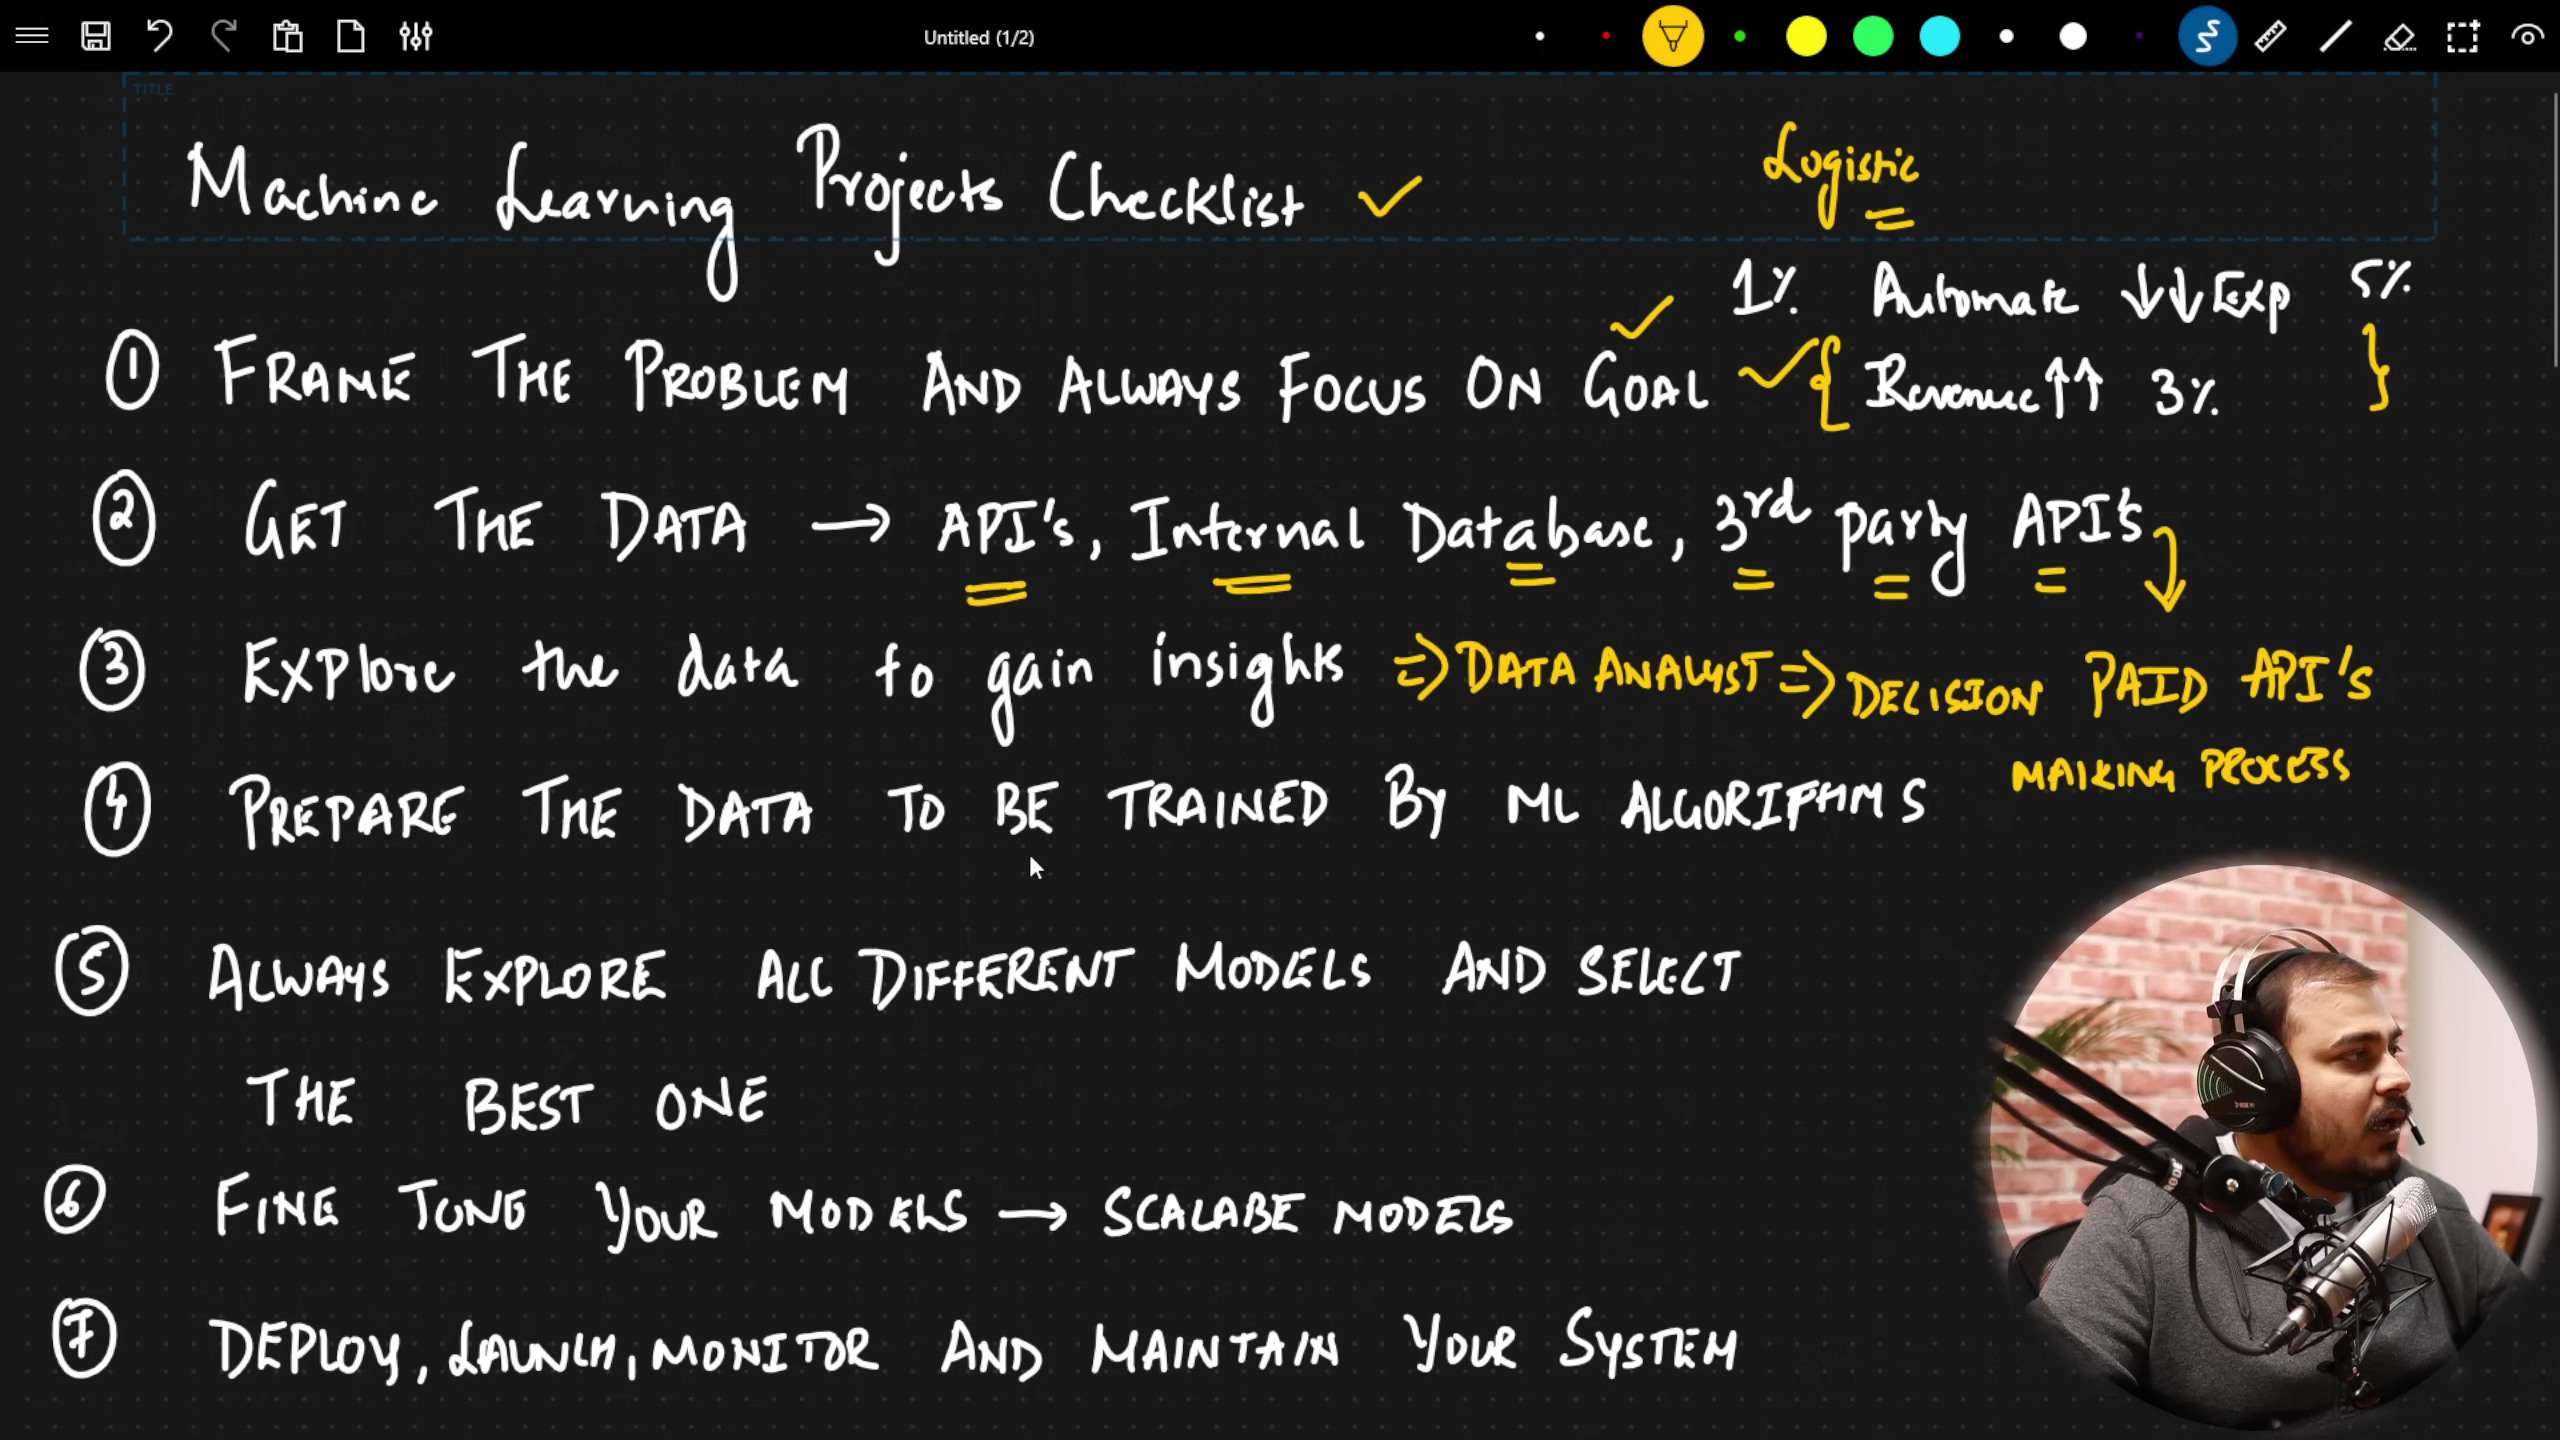 Untitled (1/2)
TITLE
Machine Learning Projects Checklist ✓
Logistic
1% Automate ↓↓ Exp 5%
① FRAME THE PROBLEM AND ALWAYS FOCUS ON GOAL ✓ { Revenue ↑↑ 3% }
② GET THE DATA → API's, Internal Database, 3rd party API's
③ Explore the data to gain insights ⇒ DATA ANALYST ⇒ DECISION PAID API's
MAIKING PROCESS
④ PREPARE THE DATA TO BE TRAINED By ML ALGORIFHMS
⑤ ALWAYS EXPLORE ALL DIFFERENT MODELS AND SELECT
THE BEST ONE
⑥ FINE TONG YOUR MODELS → SCALABE MODELS
⑦ DEPLOY, LAUNCH, MONITOR AND MAINTAIN YOUR SYSTEM